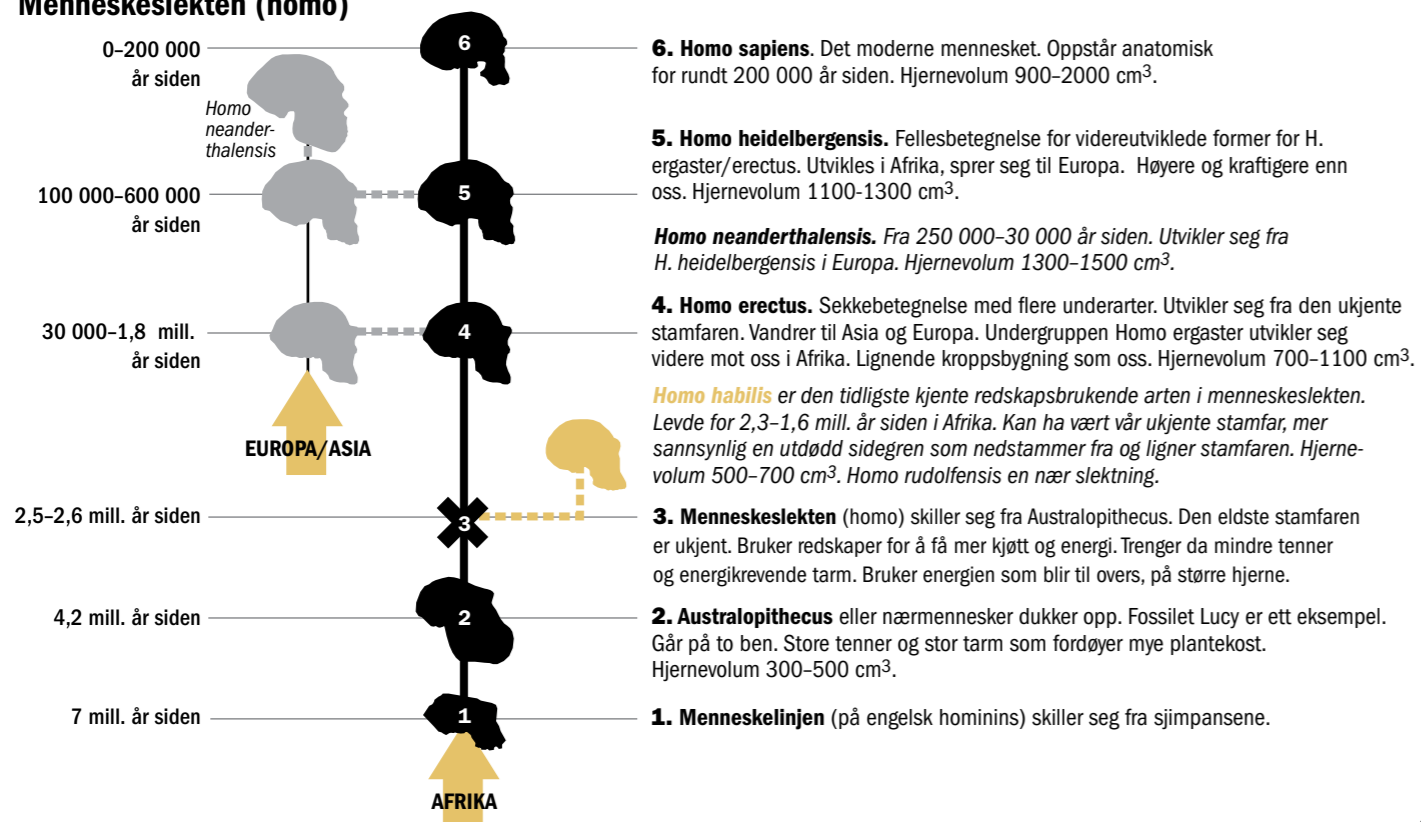 Menneskeslekten (homo)
0–200 000
år siden
Homo
neander-
thalensis
100 000–600 000
år siden
30 000–1,8 mill.
år siden
EUROPA/ASIA
2,5–2,6 mill. år siden
4,2 mill. år siden
7 mill. år siden
AFRIKA
6
5
4
3
2
1
6. Homo sapiens. Det moderne mennesket. Oppstår anatomisk
for rundt 200 000 år siden. Hjernevolum 900–2000 cm³.
5. Homo heidelbergensis. Fellesbetegnelse for videreutviklede former for H.
ergaster/erectus. Utvikles i Afrika, sprer seg til Europa. Høyere og kraftigere enn
oss. Hjernevolum 1100-1300 cm³.
Homo neanderthalensis. Fra 250 000–30 000 år siden. Utvikler seg fra
H. heidelbergensis i Europa. Hjernevolum 1300–1500 cm³.
4. Homo erectus. Sekkebetegnelse med flere underarter. Utvikler seg fra den ukjente
stamfaren. Vandrer til Asia og Europa. Undergruppen Homo ergaster utvikler seg
videre mot oss i Afrika. Lignende kroppsbygning som oss. Hjernevolum 700–1100 cm³.
Homo habilis er den tidligste kjente redskapsbrukende arten i menneskeslekten.
Levde for 2,3–1,6 mill. år siden i Afrika. Kan ha vært vår ukjente stamfar, mer
sannsynlig en utdødd sidegren som nedstammer fra og ligner stamfaren. Hjerne-
volum 500–700 cm³. Homo rudolfensis en nær slektning.
3. Menneskeslekten (homo) skiller seg fra Australopithecus. Den eldste stamfaren
er ukjent. Bruker redskaper for å få mer kjøtt og energi. Trenger da mindre tenner
og energikrevende tarm. Bruker energien som blir til overs, på større hjerne.
2. Australopithecus eller nærmennesker dukker opp. Fossilet Lucy er ett eksempel.
Går på to ben. Store tenner og stor tarm som fordøyer mye plantekost.
Hjernevolum 300–500 cm³.
1. Menneskelinjen (på engelsk hominins) skiller seg fra sjimpansene.